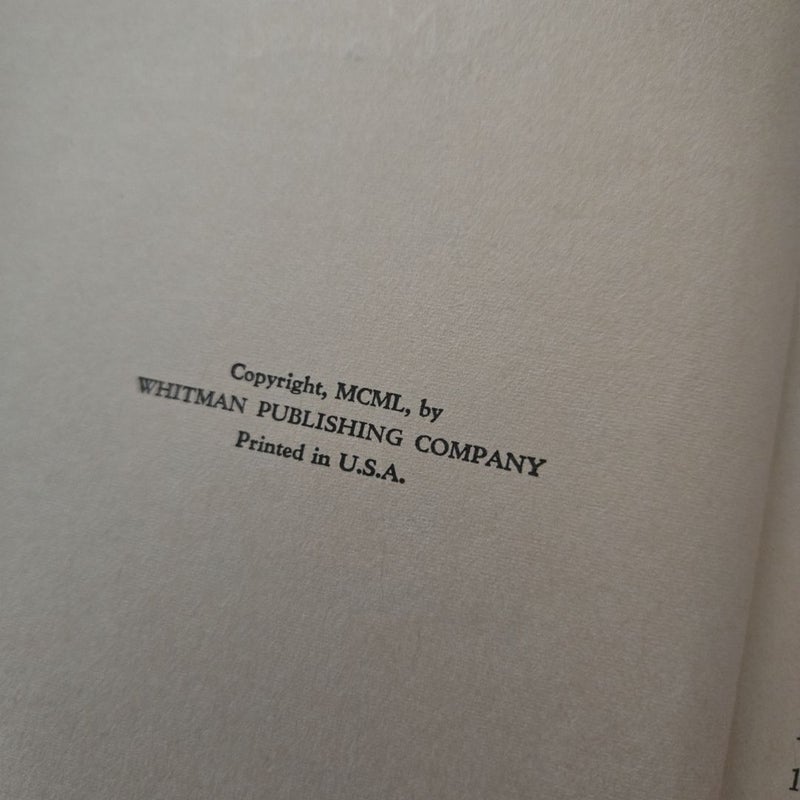 Copyright, MCML, by
WHITMAN PUBLISHING COMPANY
Printed in U.S.A.